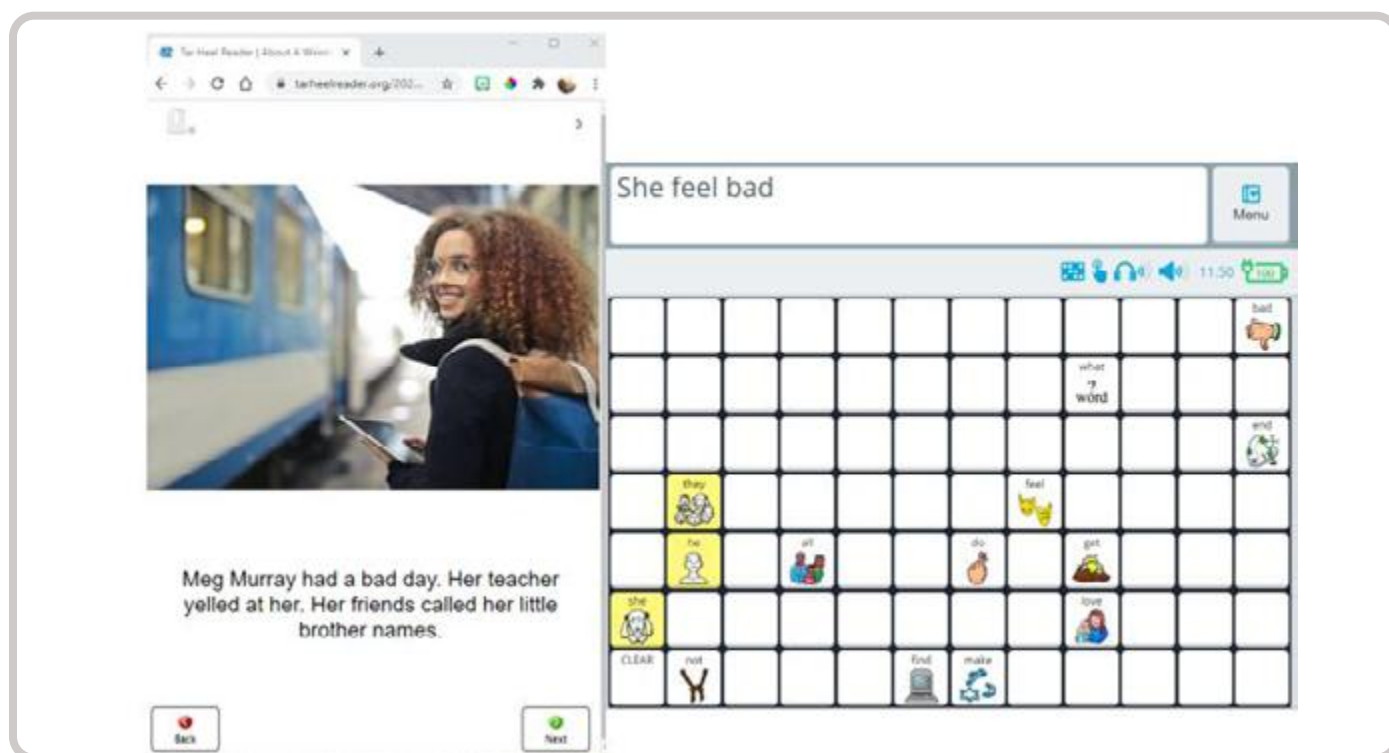 Tar Heel Reader | About A Wrinkl
tarheelreader.org/202...
Meg Murray had a bad day. Her teacher
yelled at her. Her friends called her little
brother names.
Back
Next
She feel bad
Menu
11:50
100
bad
what
?
word
end
they
feel
he
all
do
get
she
love
CLEAR
not
find
make